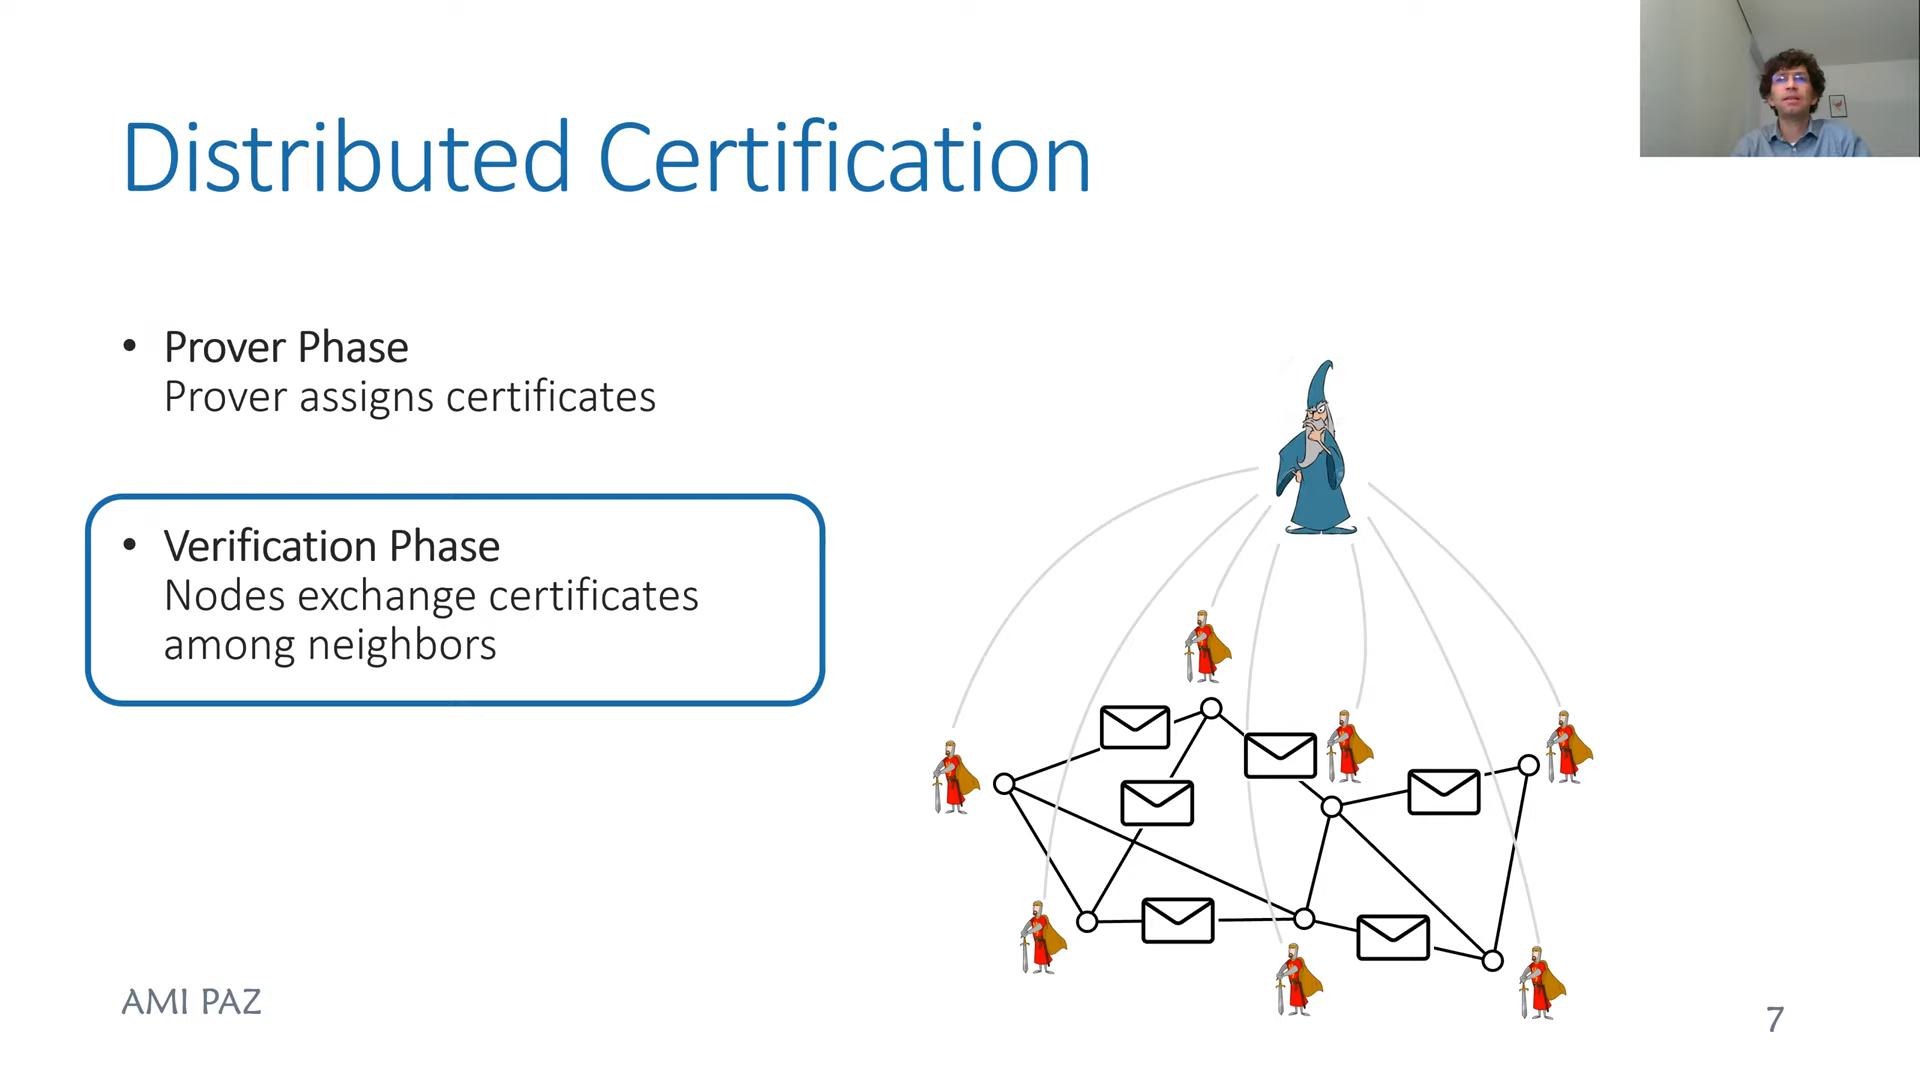 Distributed Certification
• Prover Phase
Prover assigns certificates
• Verification Phase
Nodes exchange certificates
among neighbors
AMI PAZ
7